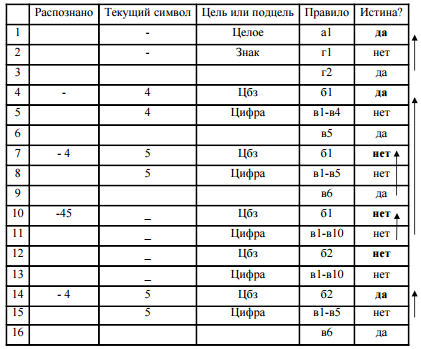 Распознано Текущий символ Цель или подцель Правило Истина?
1 - Целое а1 да
2 - Знак г1 нет
3 г2 да
4 - 4 Цбз б1 да
5 4 Цифра в1-в4 нет
6 в5 да
7 - 4 5 Цбз б1 нет
8 5 Цифра в1-в5 нет
9 в6 да
10 -45 _ Цбз б1 нет
11 _ Цифра в1-в10 нет
12 _ Цбз б2 нет
13 _ Цифра в1-в10 нет
14 - 4 5 Цбз б2 да
15 5 Цифра в1-в5 нет
16 в6 да